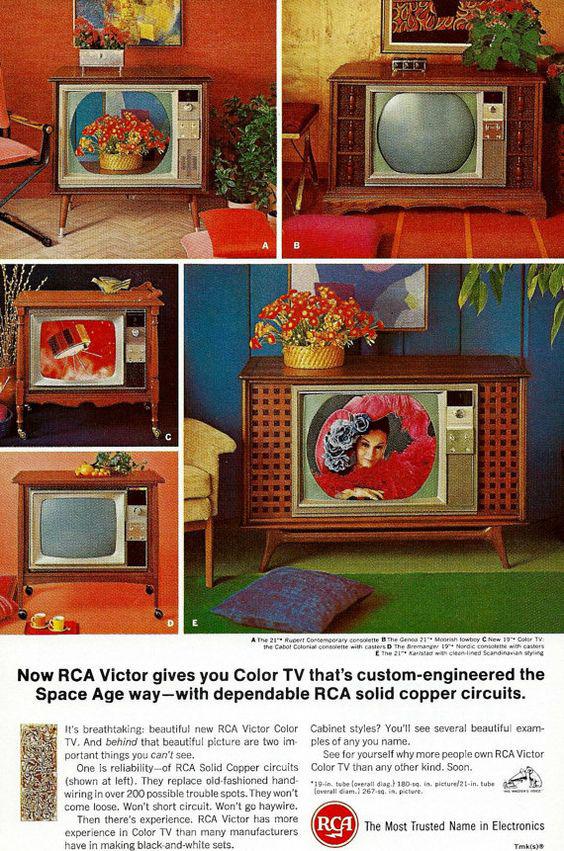 A
B
C
D
E
A The 21"* Rupert Contemporary consolette B The Genoa 21"* Moorish lowboy C New 19"* Color TV:
the Cabot Colonial consolette with casters D The Bremanger 19"* Nordic consolette with casters
E The 21"* Karlstad with clean-lined Scandinavian styling
Now RCA Victor gives you Color TV that's custom-engineered the
Space Age way—with dependable RCA solid copper circuits.
It's breathtaking: beautiful new RCA Victor Color
TV. And behind that beautiful picture are two im-
portant things you can't see.
One is reliability—of RCA Solid Copper circuits
(shown at left). They replace old-fashioned hand-
wiring in over 200 possible trouble spots. They won't
come loose. Won't short circuit. Won't go haywire.
Then there's experience. RCA Victor has more
experience in Color TV than many manufacturers
have in making black-and-white sets.
Cabinet styles? You'll see several beautiful exam-
ples of any you name.
See for yourself why more people own RCA Victor
Color TV than any other kind. Soon.
*19-in. tube (overall diag.) 180-sq. in. picture/21-in. tube
(overall diam.) 267-sq. in. picture.
"HIS MASTER'S VOICE"
RCA
The Most Trusted Name in Electronics
Tmk(s)®